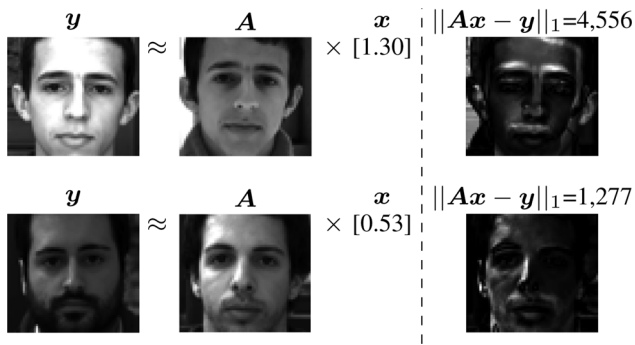 y ≈ A × [1.30] x ||Ax − y||₁=4,556
y ≈ A × [0.53] x ||Ax − y||₁=1,277